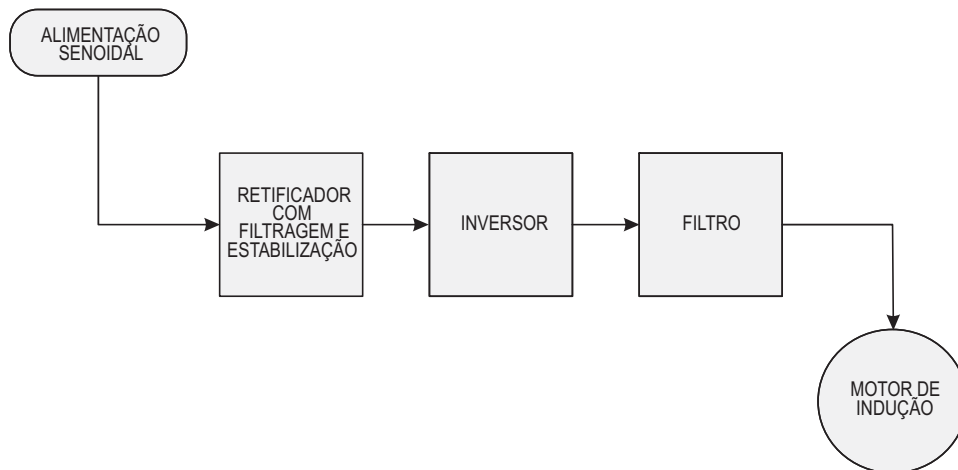 ALIMENTAÇÃO
SENOIDAL
RETIFICADOR
COM
FILTRAGEM E
ESTABILIZAÇÃO
INVERSOR
FILTRO
MOTOR DE
INDUÇÃO